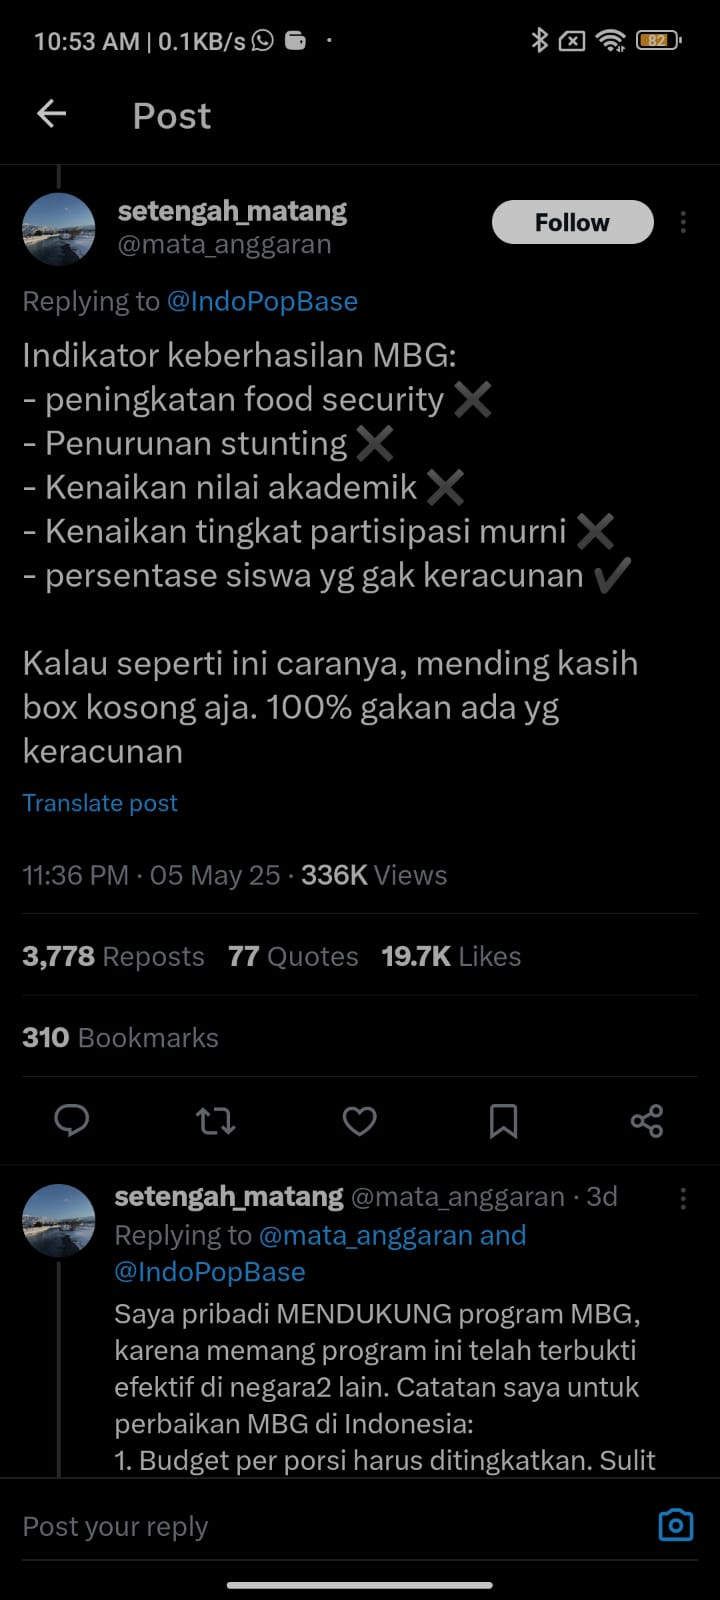 10:53 AM | 0.1KB/s
82
Post
setengah_matang
@mata_anggaran
Follow
Replying to @IndoPopBase
Indikator keberhasilan MBG:
- peningkatan food security ❌
- Penurunan stunting ❌
- Kenaikan nilai akademik ❌
- Kenaikan tingkat partisipasi murni ❌
- persentase siswa yg gak keracunan ✔️
Kalau seperti ini caranya, mending kasih
box kosong aja. 100% gakan ada yg
keracunan
Translate post
11:36 PM · 05 May 25 · 336K Views
3,778 Reposts 77 Quotes 19.7K Likes
310 Bookmarks
setengah_matang @mata_anggaran · 3d
Replying to @mata_anggaran and
@IndoPopBase
Saya pribadi MENDUKUNG program MBG,
karena memang program ini telah terbukti
efektif di negara2 lain. Catatan saya untuk
perbaikan MBG di Indonesia:
1. Budget per porsi harus ditingkatkan. Sulit
Post your reply